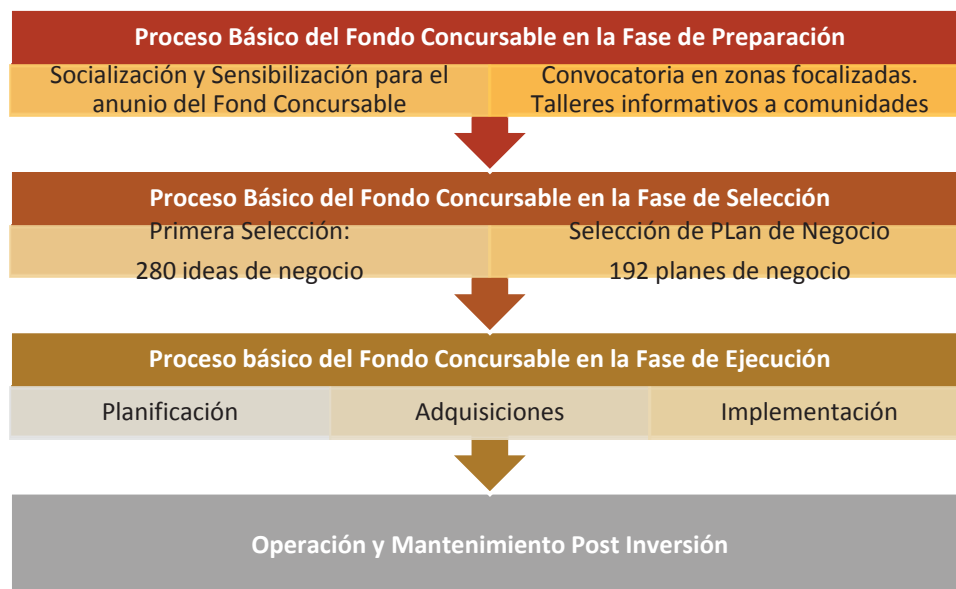 Proceso Básico del Fondo Concursable en la Fase de Preparación
Socialización y Sensibilización para el
anunio del Fond Concursable
Convocatoria en zonas focalizadas.
Talleres informativos a comunidades
Proceso Básico del Fondo Concursable en la Fase de Selección
Primera Selección:
280 ideas de negocio
Selección de PLan de Negocio
192 planes de negocio
Proceso básico del Fondo Concursable en la Fase de Ejecución
Planificación
Adquisiciones
Implementación
Operación y Mantenimiento Post Inversión